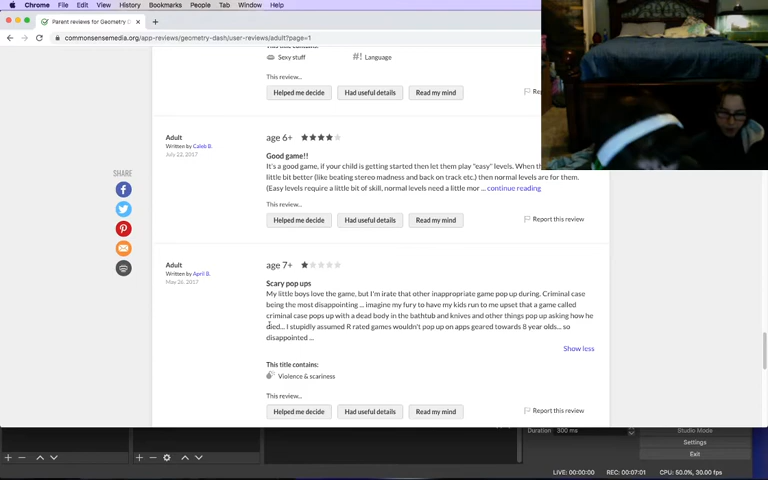 Chrome File Edit View History Bookmarks People Tab Window Help
Parent reviews for Geometry D
commonsensemedia.org/app-reviews/geometry-dash/user-reviews/adult?page=1
Sexy stuff Language
This review...
Helped me decide Had useful details Read my mind
Adult
Written by Caleb B.
July 22, 2017
age 6+
Good game!!
It's a good game, if your child is getting started then let them play "easy" levels. When th
little bit better (like beating stereo madness and back on track etc.) then normal levels are for them.
(Easy levels require a little bit of skill, normal levels need a little mor ... continue reading
This review...
Helped me decide Had useful details Read my mind Report this review
SHARE
Adult
Written by April B.
May 26, 2017
age 7+
Scary pop ups
My little boys love the game, but I'm irate that other inappropriate game pop up during. Criminal case
being the most disappointing ... imagine my fury to have my kids run to me upset that a game called
criminal case pops up with a dead body in the bathtub and knives and other things pop up asking how he
died... I stupidly assumed R rated games wouldn't pop up on apps geared towards 8 year olds... so
disappointed ...
Show less
This title contains:
Violence & scariness
This review...
Helped me decide Had useful details Read my mind Report this review
Duration 300 ms
Studio Mode
Settings
Exit
LIVE: 00:00:00 REC: 00:07:01 CPU: 50.0%, 30.00 fps